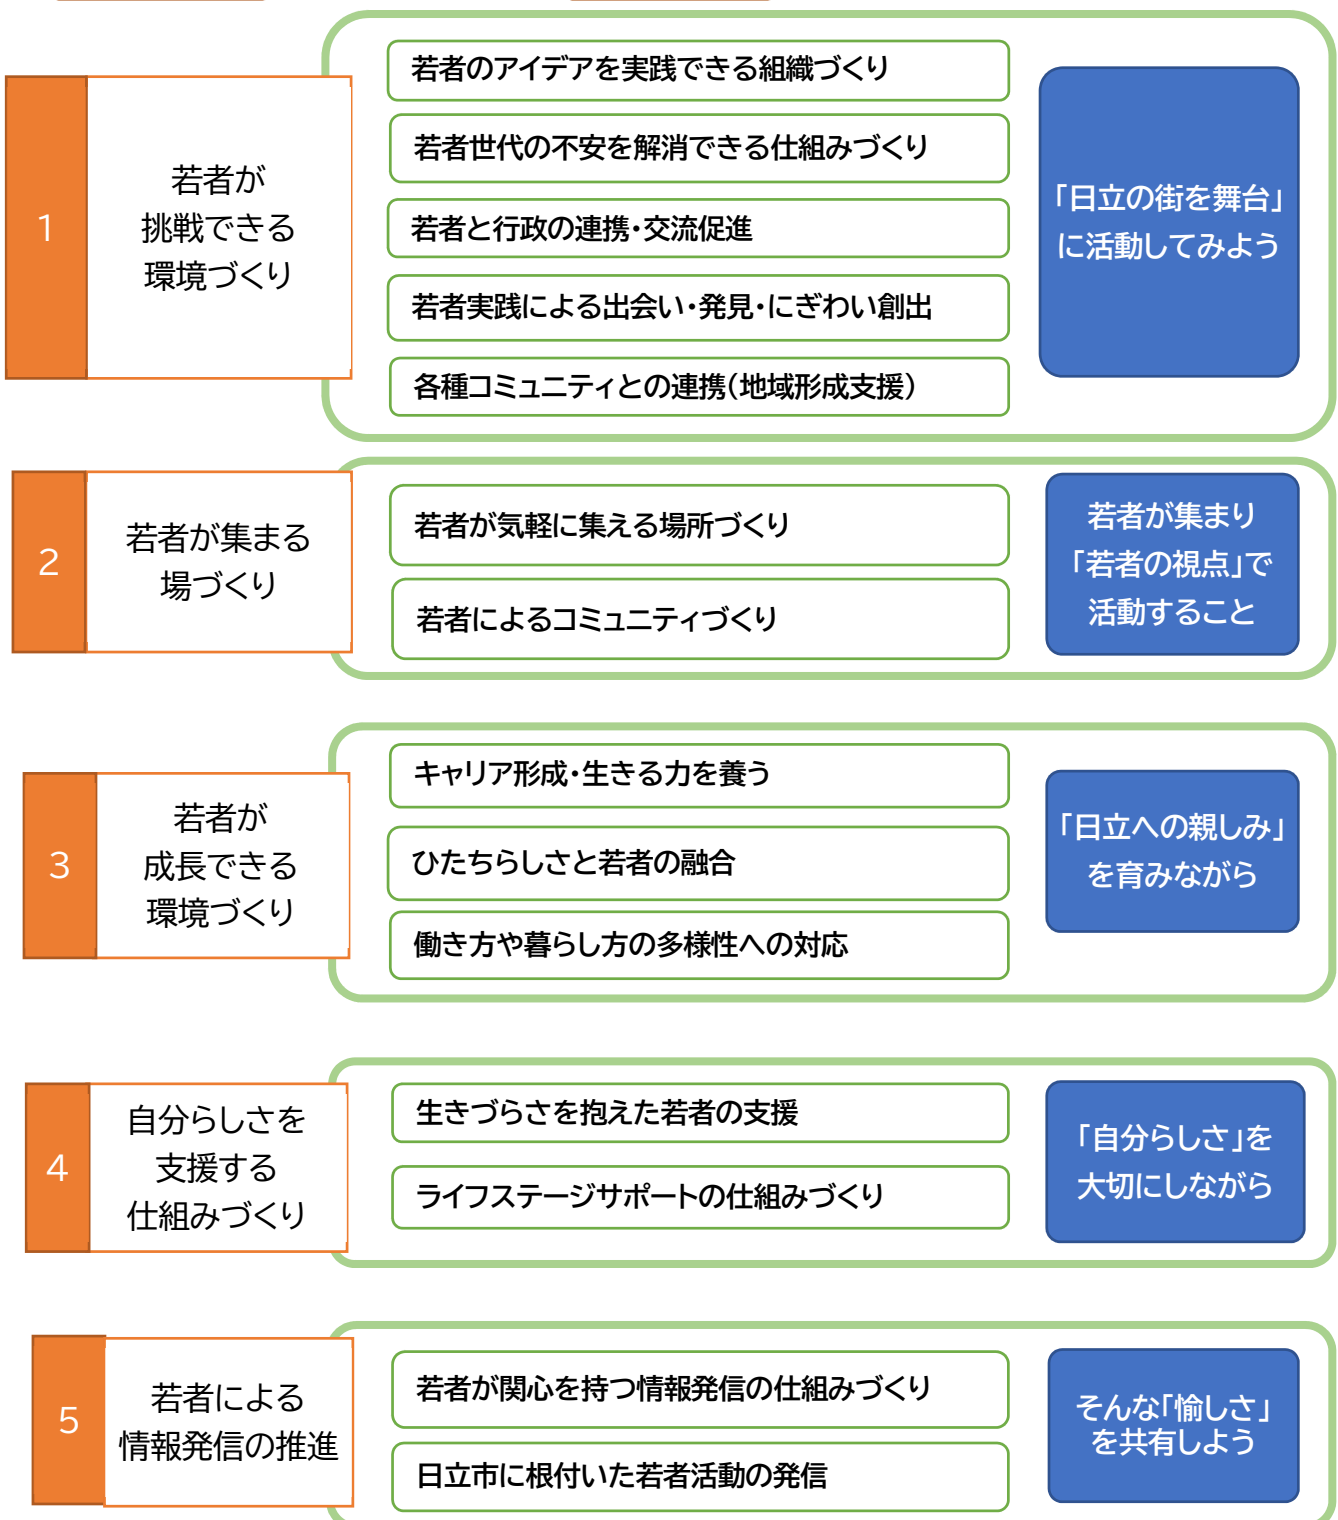 1
若者が
挑戦できる
環境づくり
若者のアイデアを実践できる組織づくり
若者世代の不安を解消できる仕組みづくり
若者と行政の連携・交流促進
若者実践による出会い・発見・にぎわい創出
各種コミュニティとの連携（地域形成支援）
「日立の街を舞台」
に活動してみよう
2
若者が集まる
場づくり
若者が気軽に集える場所づくり
若者によるコミュニティづくり
若者が集まり
「若者の視点」で
活動すること
3
若者が
成長できる
環境づくり
キャリア形成・生きる力を養う
ひたちらしさと若者の融合
働き方や暮らし方の多様性への対応
「日立への親しみ」
を育みながら
4
自分らしさを
支援する
仕組みづくり
生きづらさを抱えた若者の支援
ライフステージサポートの仕組みづくり
「自分らしさ」を
大切にしながら
5
若者による
情報発信の推進
若者が関心を持つ情報発信の仕組みづくり
日立市に根付いた若者活動の発信
そんな「愉しさ」
を共有しよう